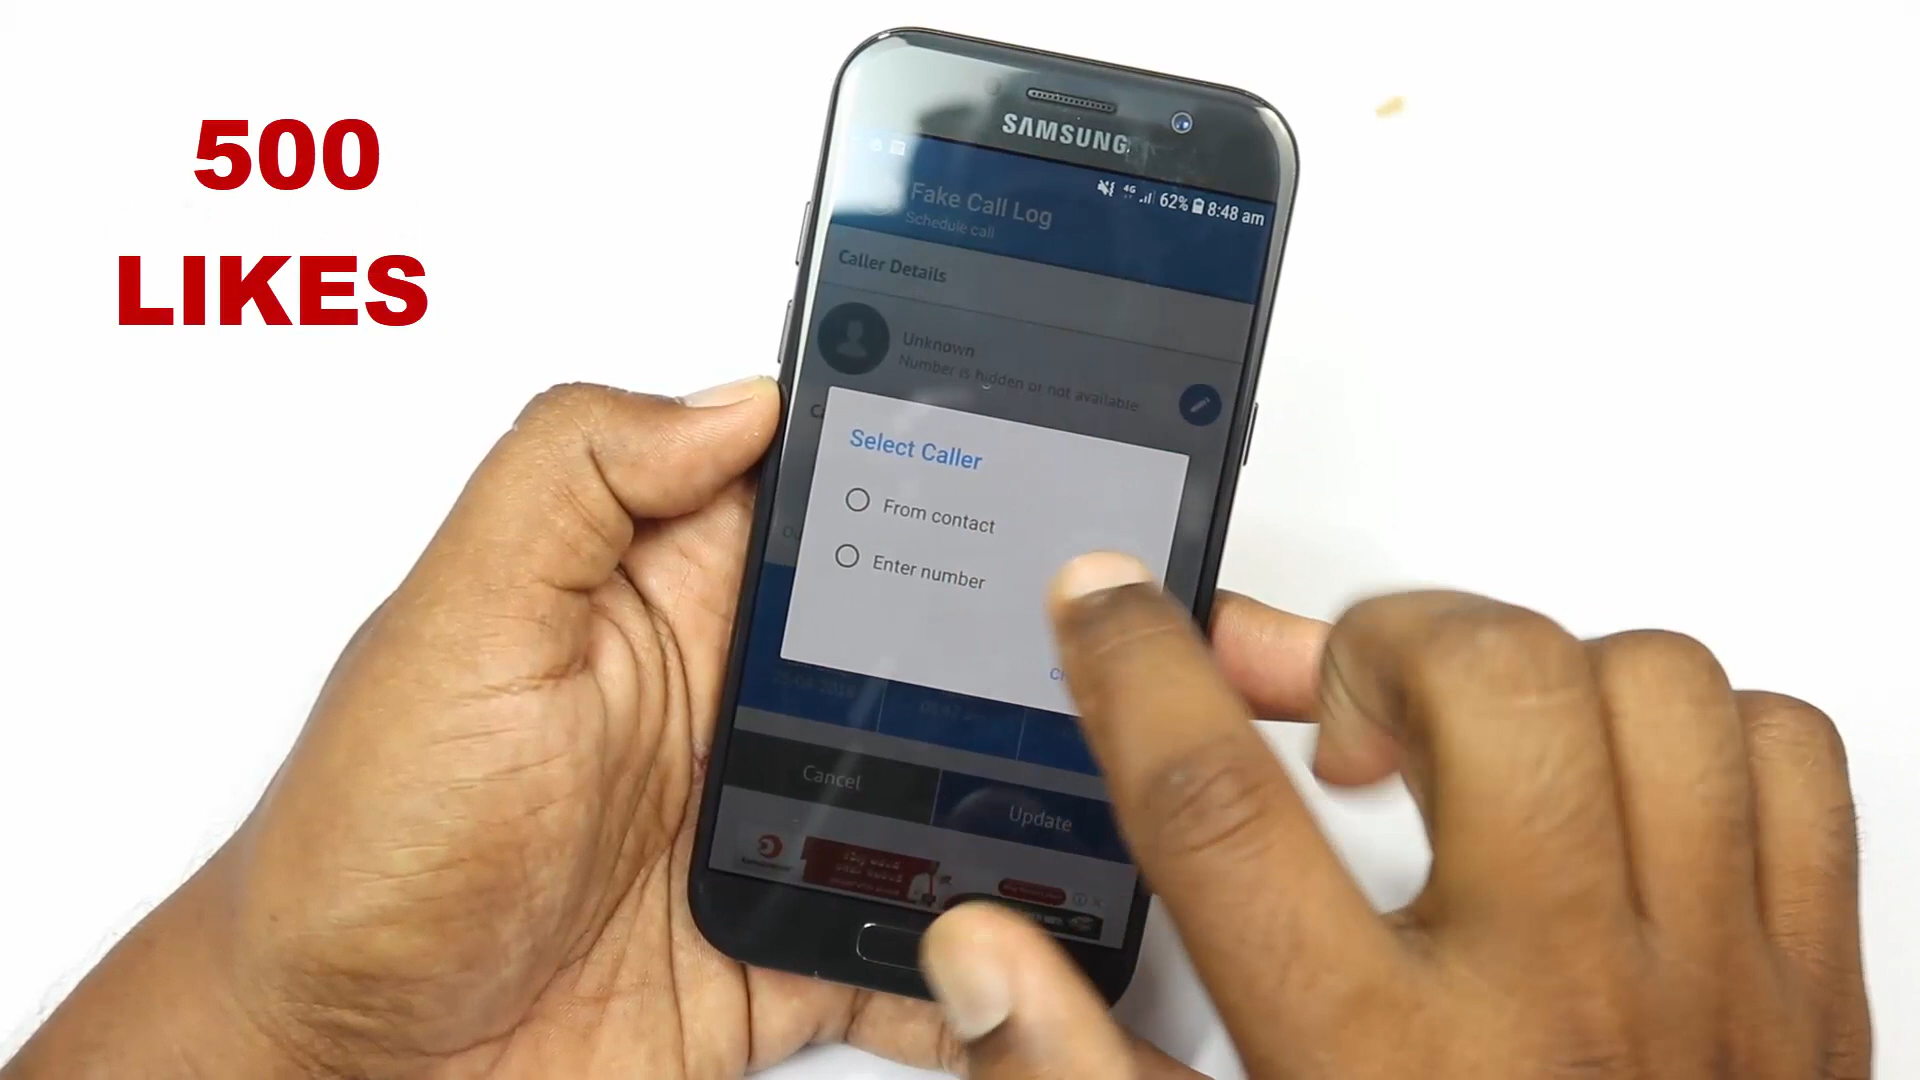 500
LIKES
SAMSUNG
4G 62% 8:48 am
Fake Call Log
Schedule call
Caller Details
Unknown
Number is hidden or not available
Select Caller
From contact
Enter number
Cancel
Update